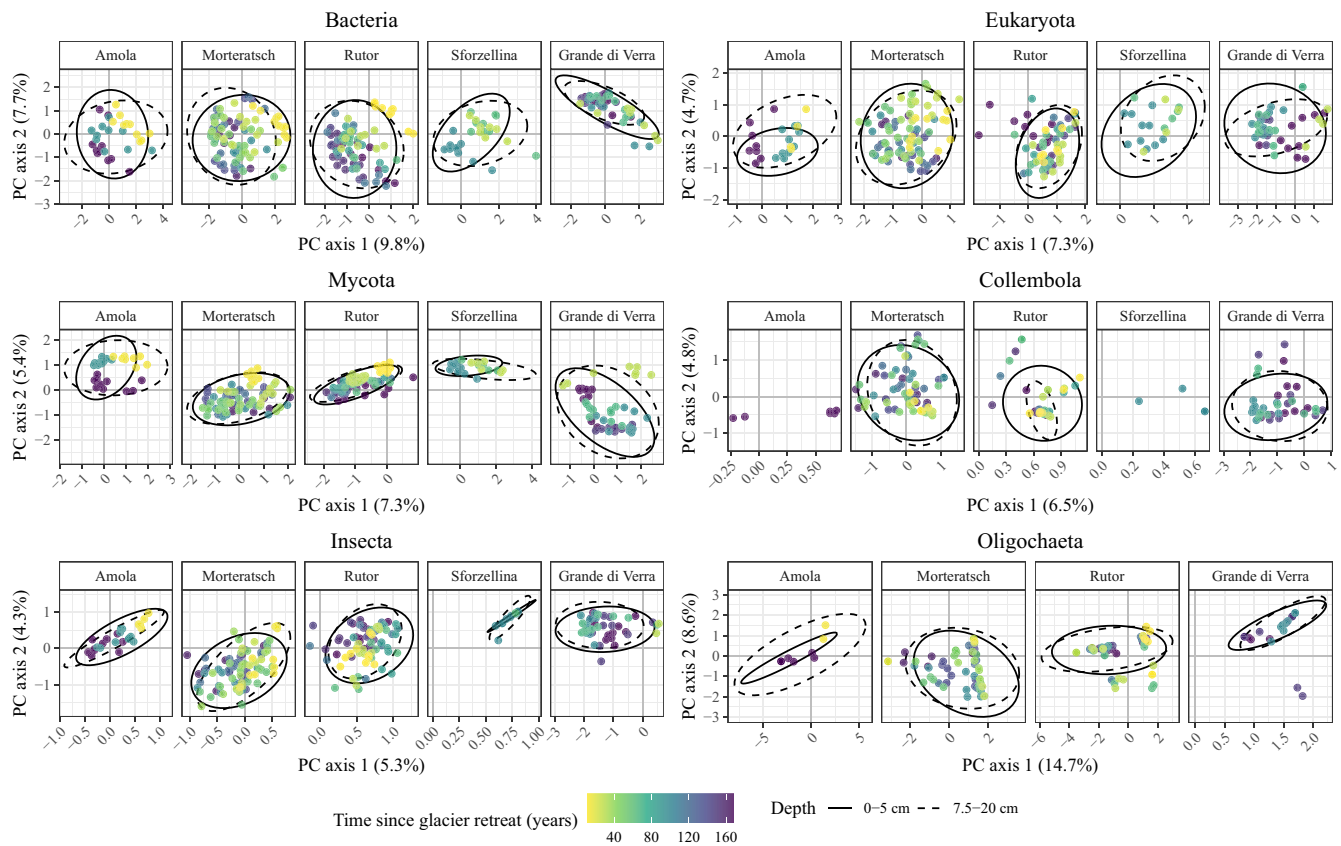 Bacteria
Amola Morteratsch Rutor Sforzellina Grande di Verra
PC axis 2 (7.7%)
2
1
0
−1
−2
−3
−2 0 2 4 −2 0 2 −2 −1 0 1 2 0 2 4 −2 0 2
PC axis 1 (9.8%)
Eukaryota
Amola Morteratsch Rutor Sforzellina Grande di Verra
PC axis 2 (4.7%)
2
1
0
−1
−2
−1 0 1 2 3 −2 −1 0 1 −1 0 1 2 0 1 2 −3 −2 −1 0 1
PC axis 1 (7.3%)
Mycota
Amola Morteratsch Rutor Sforzellina Grande di Verra
PC axis 2 (5.4%)
2
1
0
−1
−2
−1 0 1 2 3 −2 −1 0 1 2 −3 −2 −1 0 0 2 4 −1 0 1 2
PC axis 1 (7.3%)
Collembola
Amola Morteratsch Rutor Sforzellina Grande di Verra
PC axis 2 (4.8%)
1
0
−1
−0.25 0.00 0.25 0.50 −1 0 1 0.0 0.3 0.6 0.9 0.0 0.2 0.4 0.6 −3 −2 −1 0 1
PC axis 1 (6.5%)
Insecta
Amola Morteratsch Rutor Sforzellina Grande di Verra
PC axis 2 (4.3%)
1
0
−1
−1.0 −0.5 0.0 0.5 1.0 −1.0 −0.5 0.0 0.5 0.0 0.5 1.0 0.00 0.25 0.50 0.75 1.00 −3 −2 −1 0
PC axis 1 (5.3%)
Oligochaeta
Amola Morteratsch Rutor Grande di Verra
PC axis 2 (8.6%)
3
2
1
0
−1
−2
−3
−5 0 5 −2 0 2 −6 −4 −2 0 2 0.0 0.5 1.0 1.5 2.0
PC axis 1 (14.7%)
Time since glacier retreat (years)
40 80 120 160
Depth 0−5 cm 7.5−20 cm